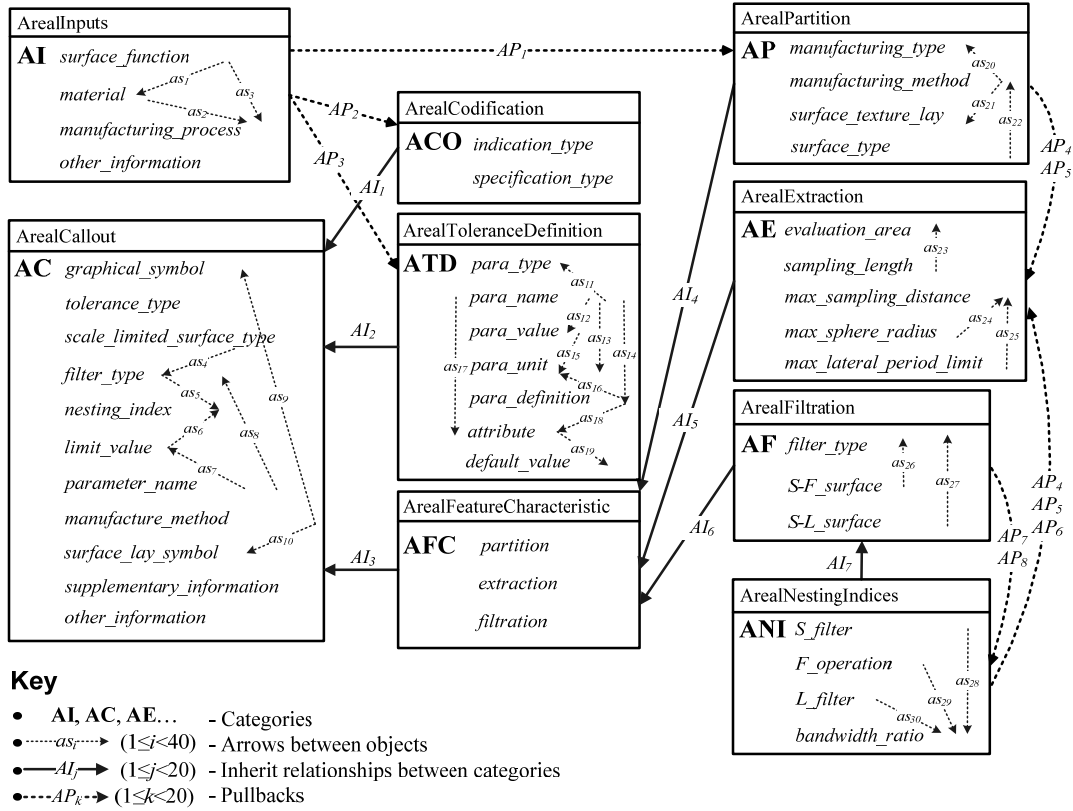 ArealInputs
AI surface_function
as1
material
as2
as3
manufacturing_process
other_information
AP1
AP2
AP3
ArealCodification
ACO indication_type
specification_type
AI1
ArealPartition
AP manufacturing_type
as20
manufacturing_method
as21
surface_texture_lay
as22
surface_type
AP4
AP5
ArealCallout
AC graphical_symbol
tolerance_type
scale_limited_surface_type
as4
filter_type
as5
as9
nesting_index
as6
as8
limit_value
as7
parameter_name
manufacture_method
as10
surface_lay_symbol
supplementary_information
other_information
AI2
AI3
ArealToleranceDefinition
ATD para_type
as11
para_name
as12
para_value
as13
as14
as15
para_unit
as17
as16
para_definition
as18
attribute
as19
default_value
AI4
AI5
AI6
ArealExtraction
AE evaluation_area
as23
sampling_length
max_sampling_distance
as24
as25
max_sphere_radius
max_lateral_period_limit
ArealFeatureCharacteristic
AFC partition
extraction
filtration
ArealFiltration
AF filter_type
as26
as27
S-F_surface
S-L_surface
AP7
AP8
AP4
AP5
AP6
AI7
ArealNestingIndices
ANI S_filter
F_operation
as28
L_filter
as29
as30
bandwidth_ratio
Key
• AI, AC, AE… - Categories
• asi (1≤i<40) - Arrows between objects
• AIj (1≤j<20) - Inherit relationships between categories
• APk (1≤k<20) - Pullbacks